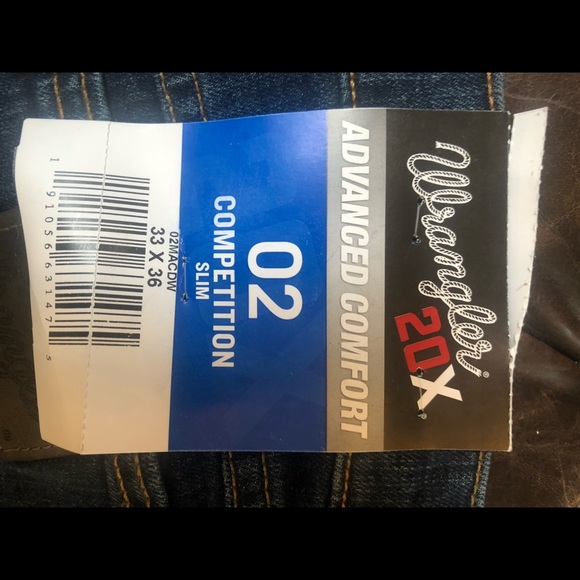 Wrangler®
20X
ADVANCED COMFORT
02
COMPETITION
SLIM
02MACDW
33 X 36
1 91056 63147 5